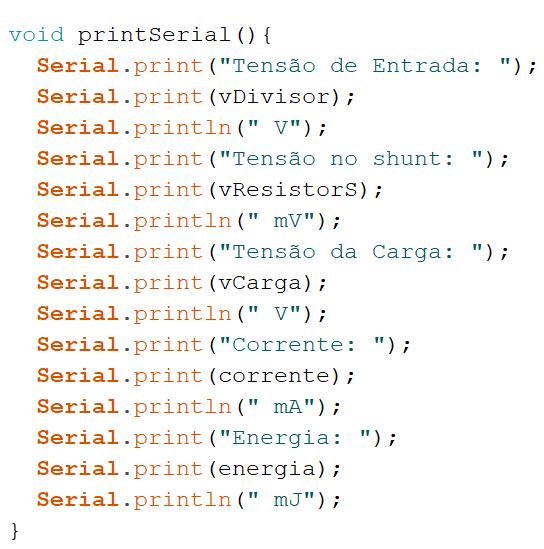 void printSerial(){
  Serial.print("Tensão de Entrada: ");
  Serial.print(vDivisor);
  Serial.println(" V");
  Serial.print("Tensão no shunt: ");
  Serial.print(vResistorS);
  Serial.println(" mV");
  Serial.print("Tensão da Carga: ");
  Serial.print(vCarga);
  Serial.println(" V");
  Serial.print("Corrente: ");
  Serial.print(corrente);
  Serial.println(" mA");
  Serial.print("Energia: ");
  Serial.print(energia);
  Serial.println(" mJ");
}